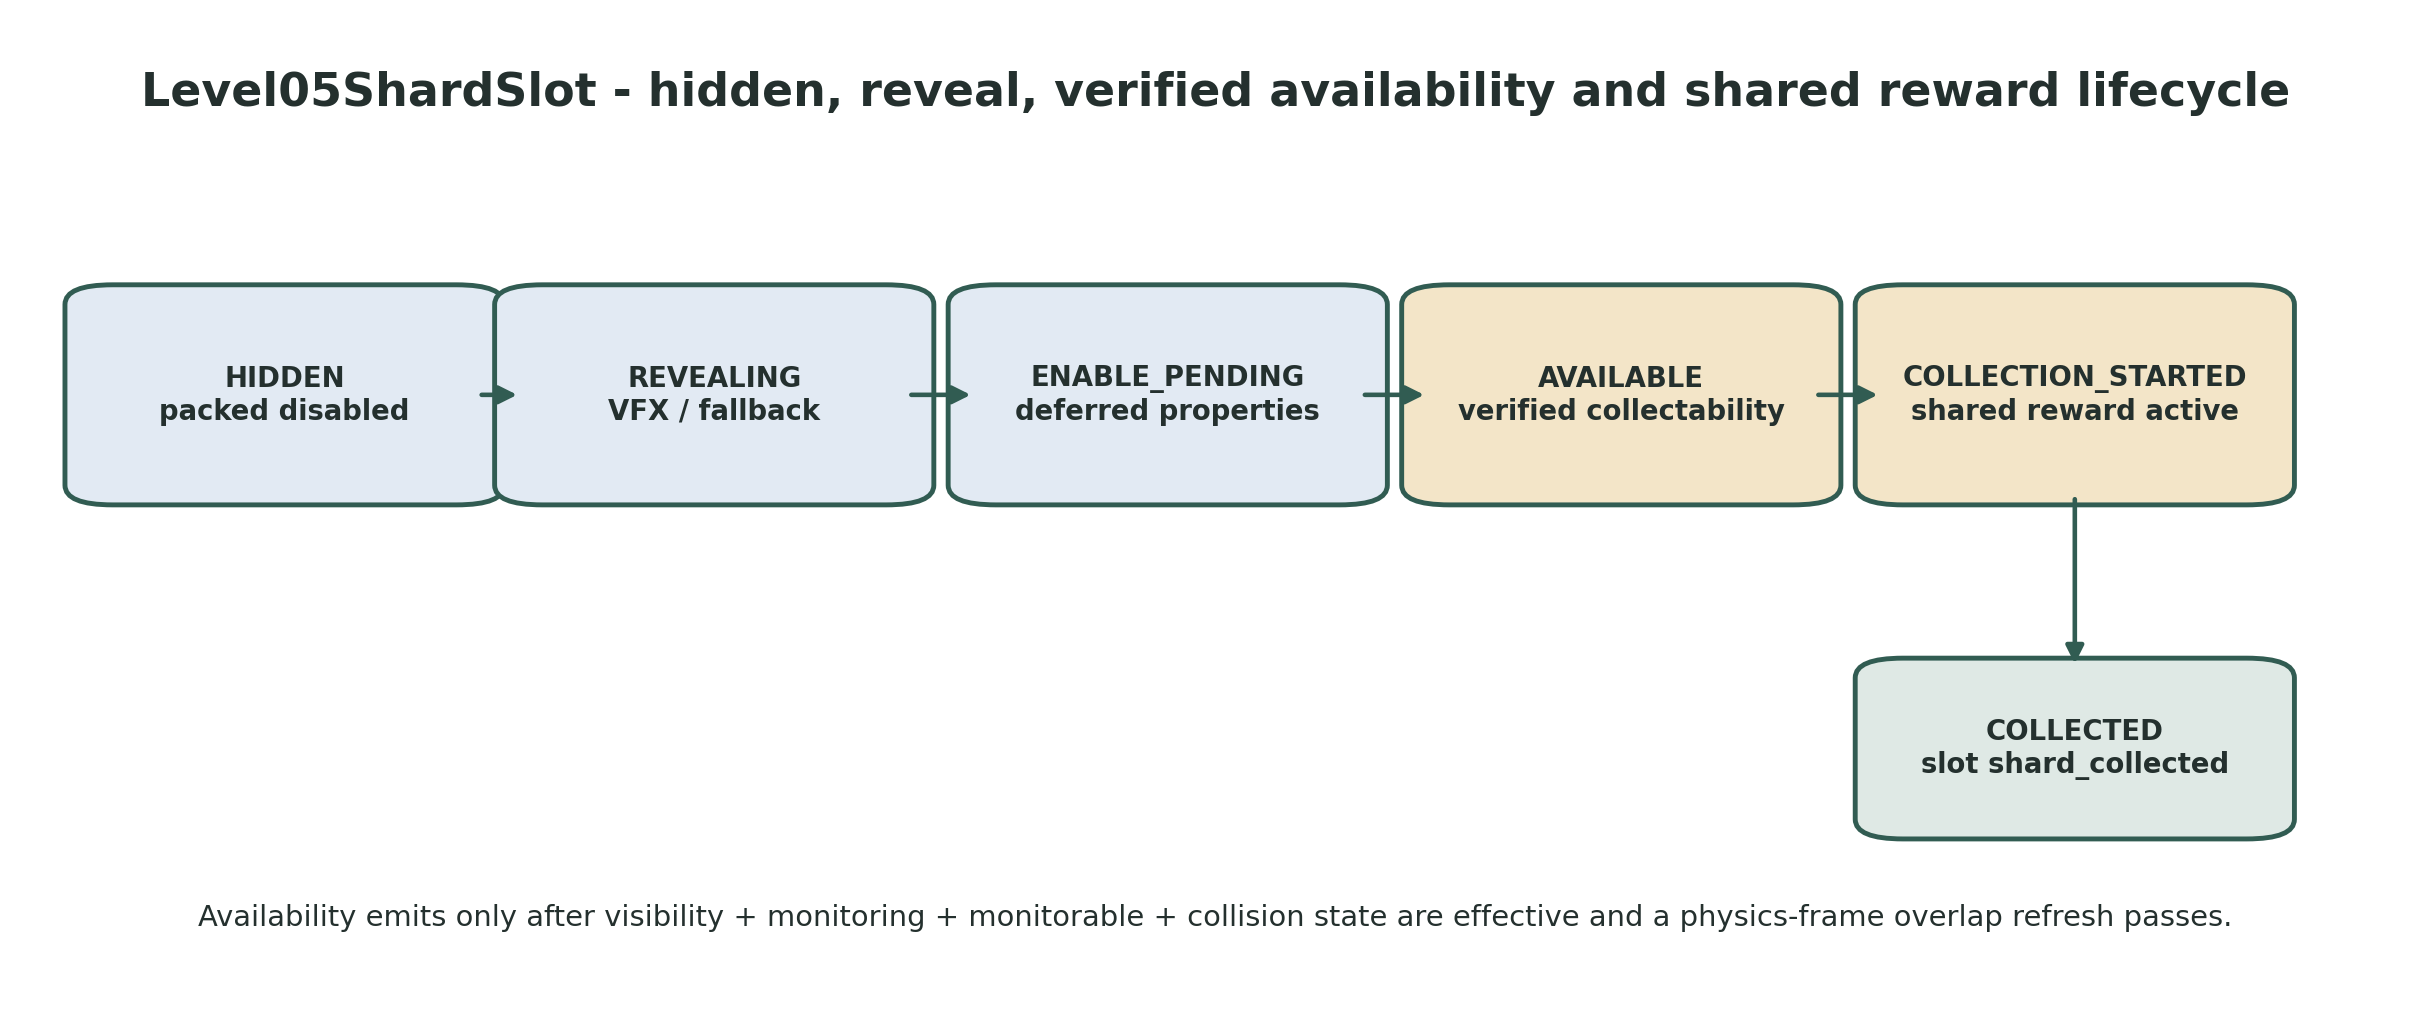 Level05ShardSlot - hidden, reveal, verified availability and shared reward lifecycle
HIDDEN
packed disabled
REVEALING
VFX / fallback
ENABLE_PENDING
deferred properties
AVAILABLE
verified collectability
COLLECTION_STARTED
shared reward active
COLLECTED
slot shard_collected
Availability emits only after visibility + monitoring + monitorable + collision state are effective and a physics-frame overlap refresh passes.